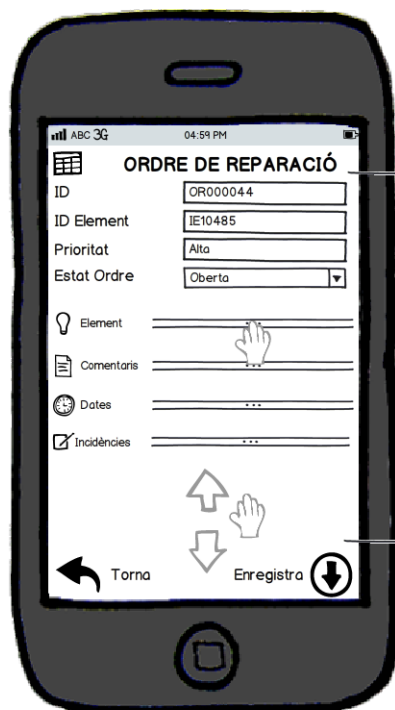 ABC 3G 04:59 PM
ORDRE DE REPARACIÓ
ID OR000044
ID Element IE10485
Prioritat Alta
Estat Ordre Oberta
Element
Comentaris
Dates
Incidències
Torna Enregistra